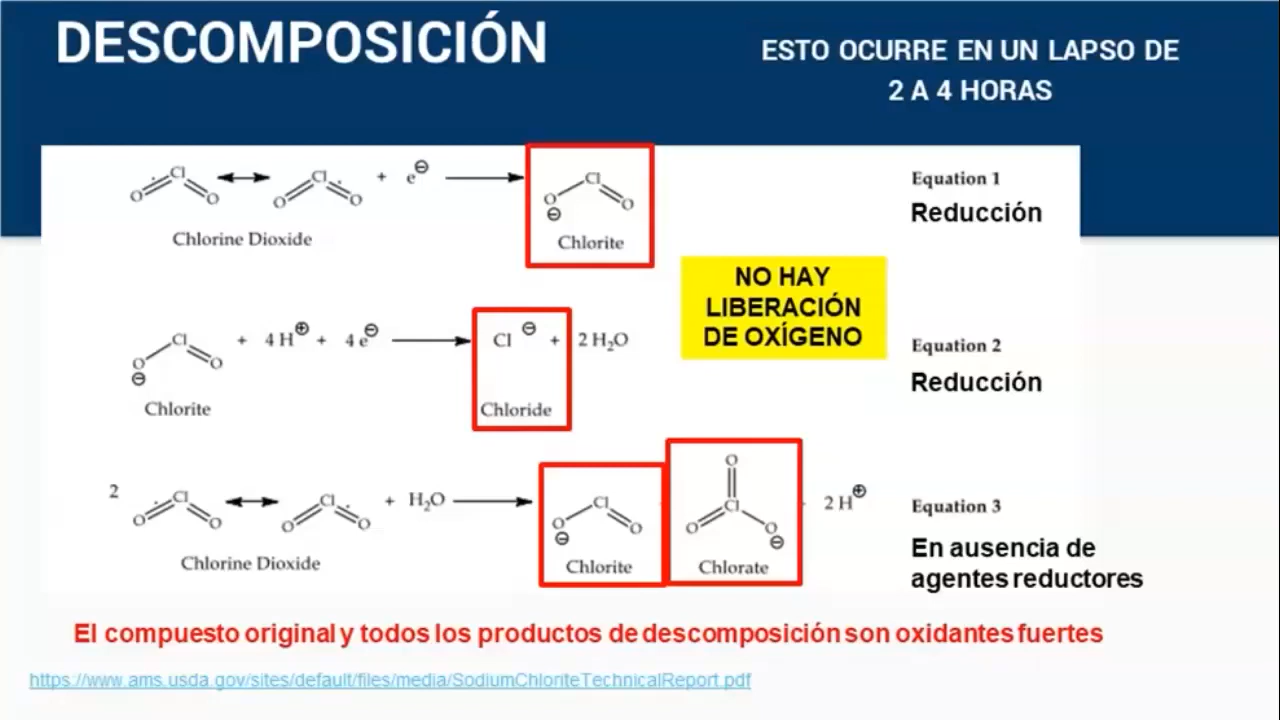 DESCOMPOSICIÓN
ESTO OCURRE EN UN LAPSO DE
2 A 4 HORAS
O Cl O ⟷ O Cl O + e⊖ ⟶ O⊖ Cl O
Equation 1
Reducción
Chlorine Dioxide
Chlorite
NO HAY
LIBERACIÓN
DE OXÍGENO
O⊖ Cl O + 4 H⊕ + 4 e⊖ ⟶ Cl⊖ + 2 H₂O
Equation 2
Reducción
Chlorite
Chloride
2 O Cl O ⟷ O Cl O + H₂O ⟶ O⊖ Cl O O Cl O O⊖ 2 H⊕
Equation 3
En ausencia de
agentes reductores
Chlorine Dioxide
Chlorite
Chlorate
El compuesto original y todos los productos de descomposición son oxidantes fuertes
https://www.ams.usda.gov/sites/default/files/media/SodiumChloriteTechnicalReport.pdf